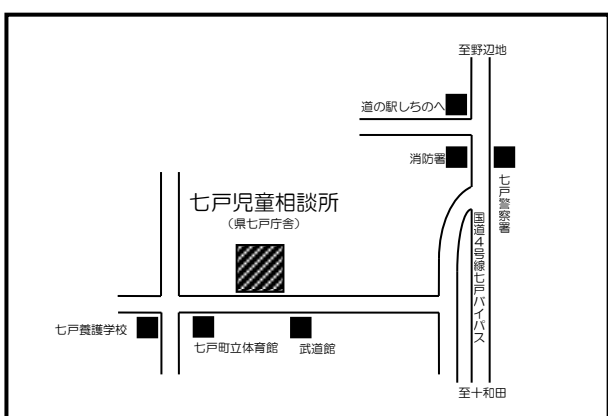 至野辺地
道の駅しちのへ
消防署
七戸警察署
七戸児童相談所
（県七戸庁舎）
国道４号線七戸バイパス
七戸養護学校
七戸町立体育館
武道館
至十和田